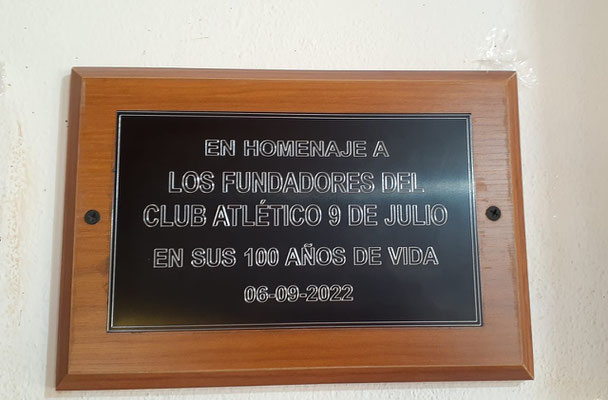 EN HOMENAJE A
LOS FUNDADORES DEL
CLUB ATLÉTICO 9 DE JULIO
EN SUS 100 AÑOS DE VIDA
06-09-2022